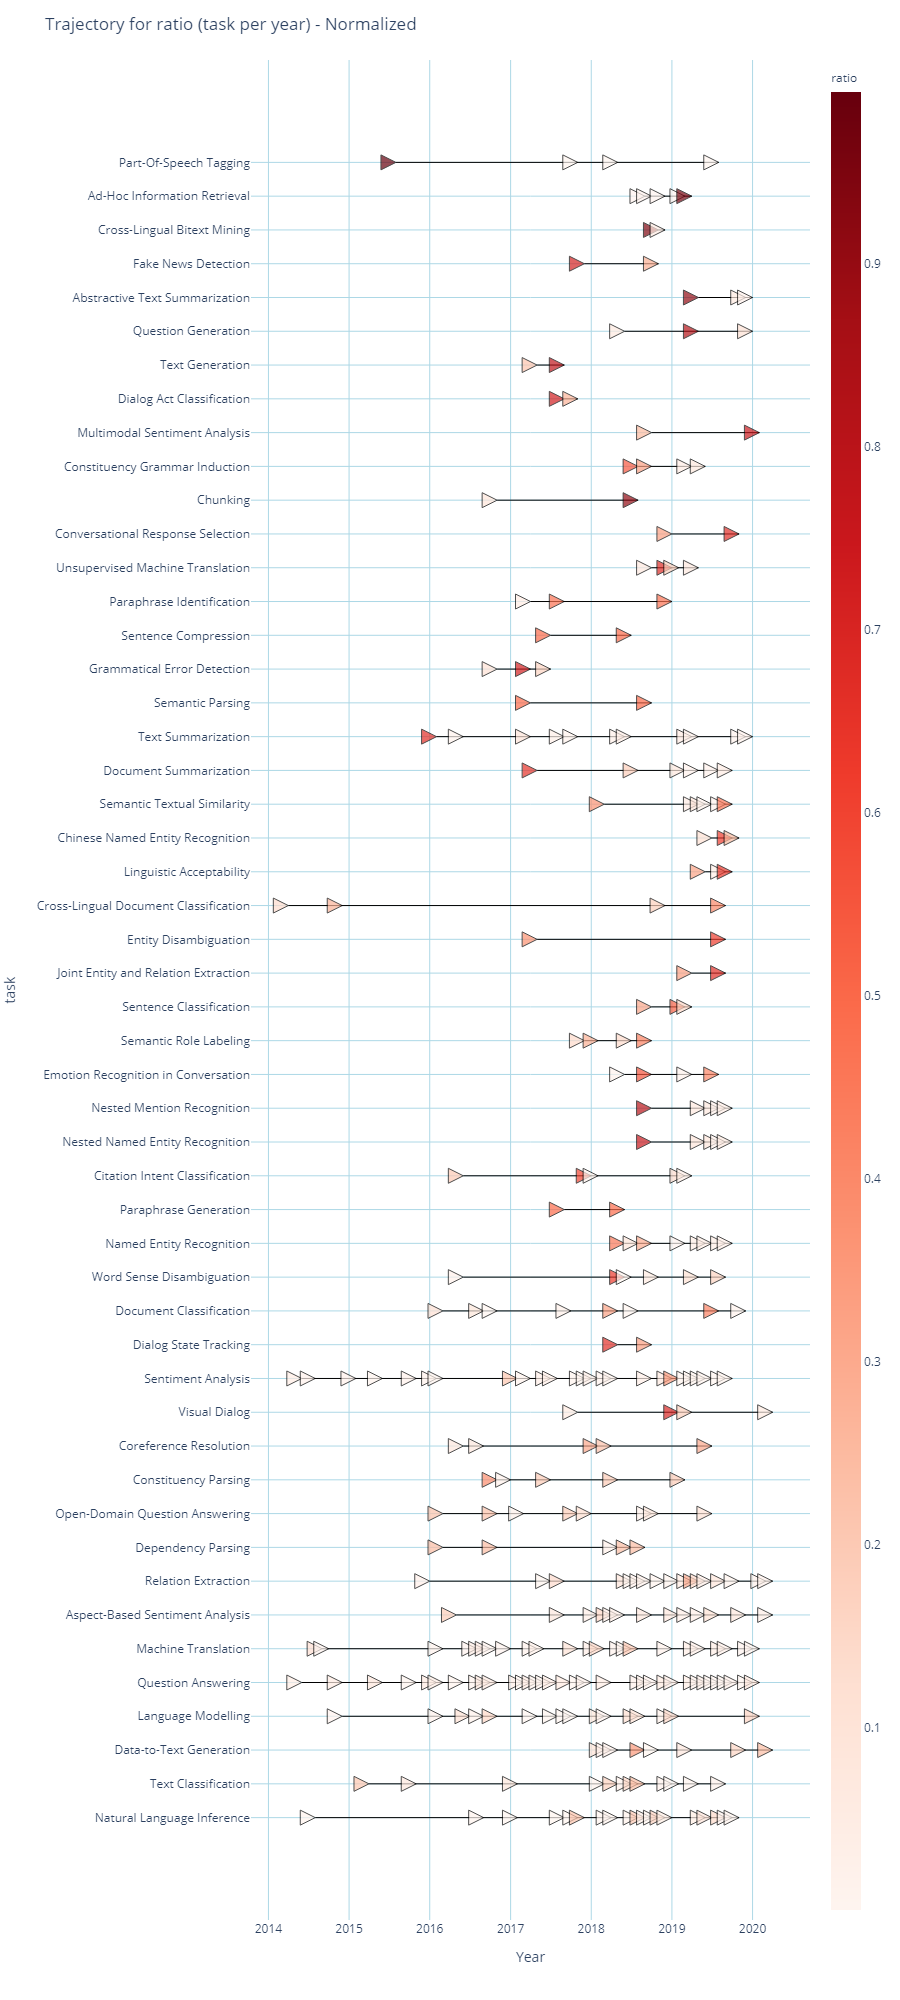 Trajectory for ratio (task per year) - Normalized
ratio
Part-Of-Speech Tagging
Ad-Hoc Information Retrieval
Cross-Lingual Bitext Mining
Fake News Detection
Abstractive Text Summarization
Question Generation
Text Generation
Dialog Act Classification
Multimodal Sentiment Analysis
Constituency Grammar Induction
Chunking
Conversational Response Selection
Unsupervised Machine Translation
Paraphrase Identification
Sentence Compression
Grammatical Error Detection
Semantic Parsing
Text Summarization
Document Summarization
Semantic Textual Similarity
Chinese Named Entity Recognition
Linguistic Acceptability
Cross-Lingual Document Classification
Entity Disambiguation
Joint Entity and Relation Extraction
Sentence Classification
Semantic Role Labeling
Emotion Recognition in Conversation
Nested Mention Recognition
Nested Named Entity Recognition
Citation Intent Classification
Paraphrase Generation
Named Entity Recognition
Word Sense Disambiguation
Document Classification
Dialog State Tracking
Sentiment Analysis
Visual Dialog
Coreference Resolution
Constituency Parsing
Open-Domain Question Answering
Dependency Parsing
Relation Extraction
Aspect-Based Sentiment Analysis
Machine Translation
Question Answering
Language Modelling
Data-to-Text Generation
Text Classification
Natural Language Inference
task
2014 2015 2016 2017 2018 2019 2020
Year
0.9
0.8
0.7
0.6
0.5
0.4
0.3
0.2
0.1